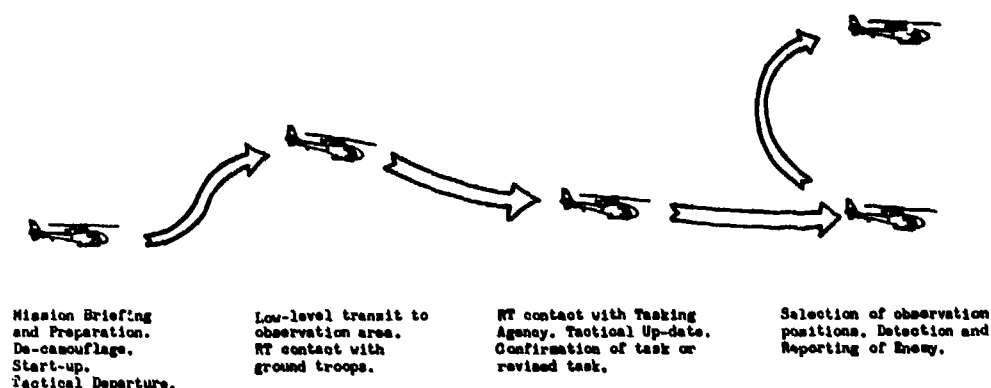 Mission Briefing
and Preparation.
De-camouflage.
Start-up.
Tactical Departure.
Low-level transit to
observation area.
RT contact with
ground troops.
RT contact with Tasking
Agency. Tactical Up-date.
Confirmation of task or
revised task.
Selection of observation
positions. Detection and
Reporting of Enemy.